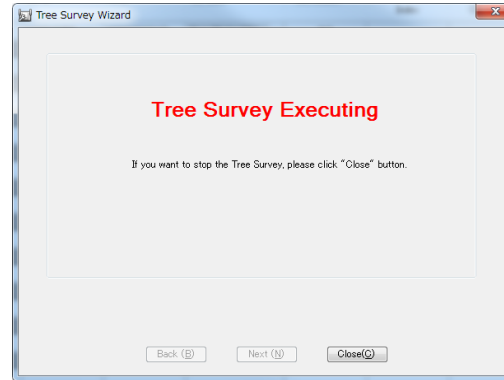 Tree Survey Wizard
Tree Survey Executing
If you want to stop the Tree Survey, please click "Close" button.
Back (B)
Next (N)
Close(C)